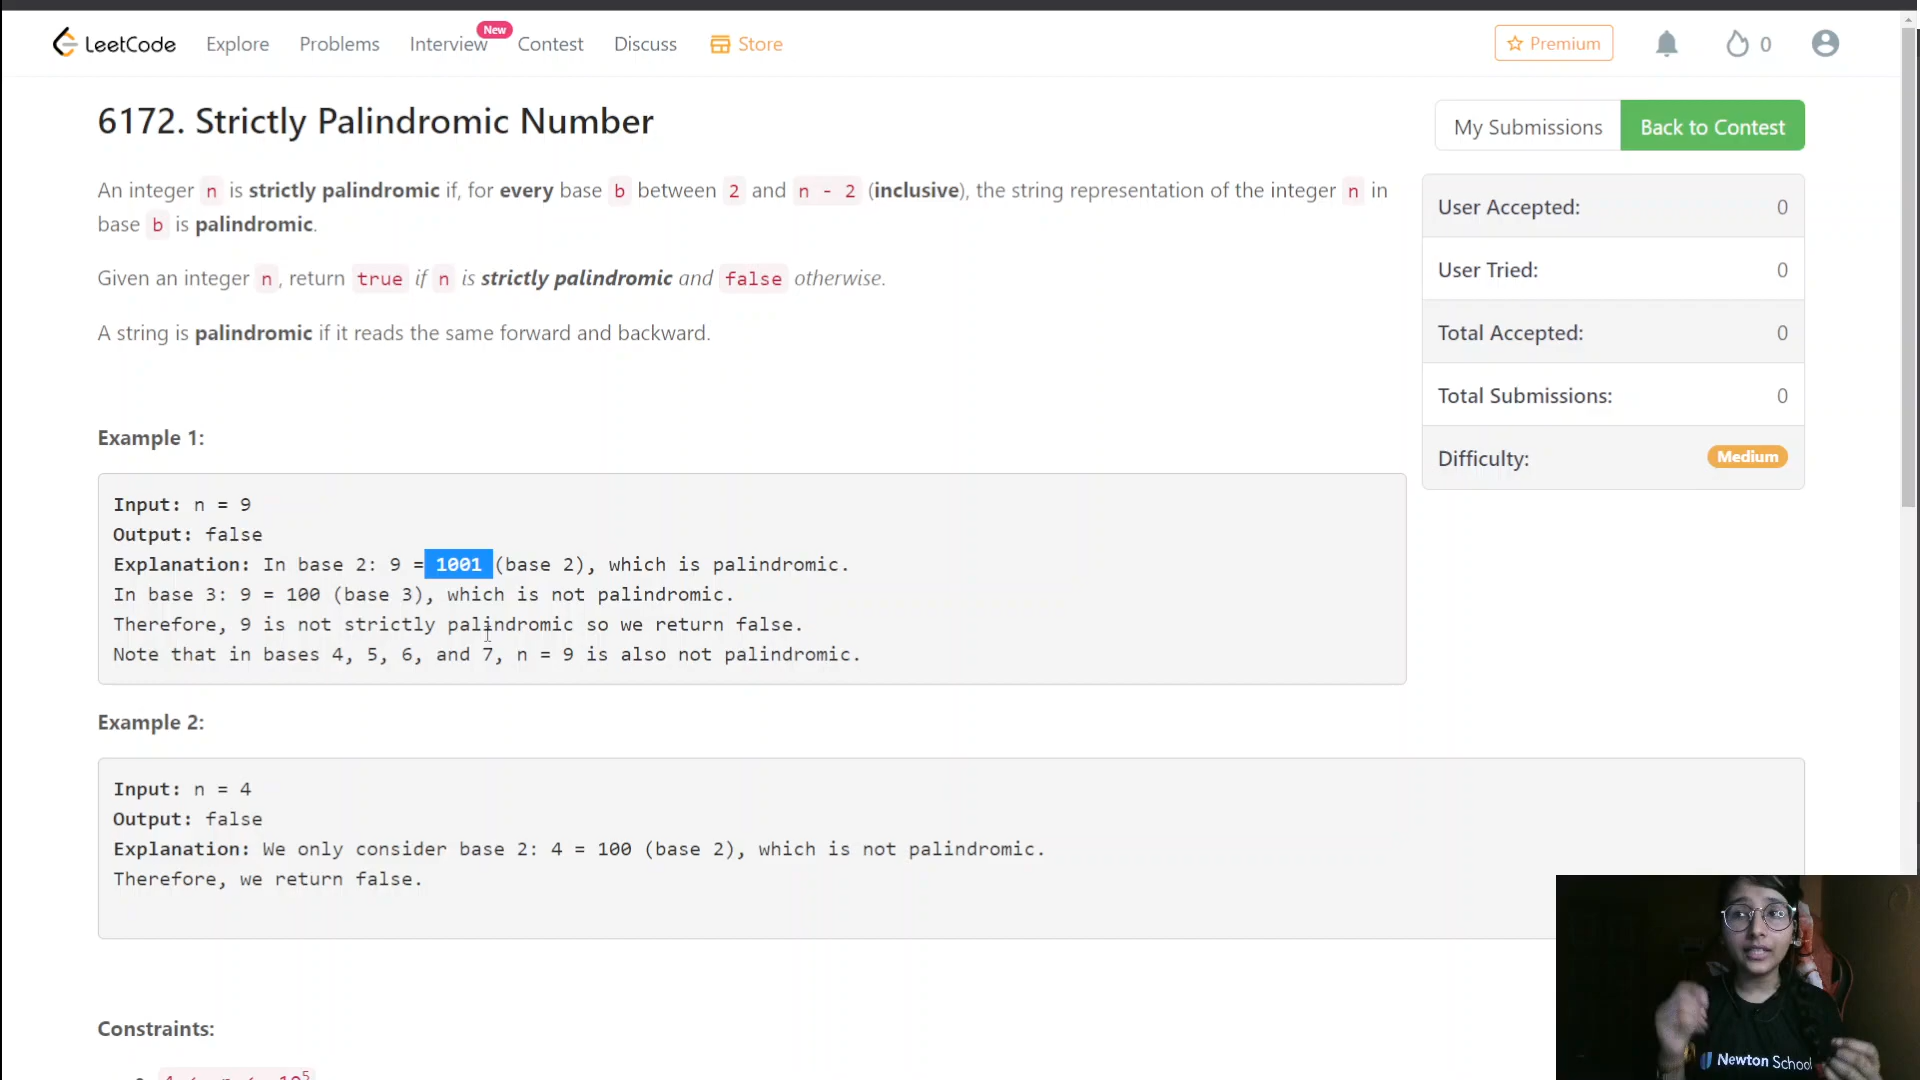 LeetCode Explore Problems Interview New Contest Discuss Store Premium 0
6172. Strictly Palindromic Number
My Submissions Back to Contest
An integer n is strictly palindromic if, for every base b between 2 and n - 2 (inclusive), the string representation of the integer n in
base b is palindromic.
Given an integer n, return true if n is strictly palindromic and false otherwise.
A string is palindromic if it reads the same forward and backward.
User Accepted: 0
User Tried: 0
Total Accepted: 0
Total Submissions: 0
Difficulty: Medium
Example 1:
Input: n = 9
Output: false
Explanation: In base 2: 9 = 1001 (base 2), which is palindromic.
In base 3: 9 = 100 (base 3), which is not palindromic.
Therefore, 9 is not strictly palindromic so we return false.
Note that in bases 4, 5, 6, and 7, n = 9 is also not palindromic.
Example 2:
Input: n = 4
Output: false
Explanation: We only consider base 2: 4 = 100 (base 2), which is not palindromic.
Therefore, we return false.
Constraints:
Newton School